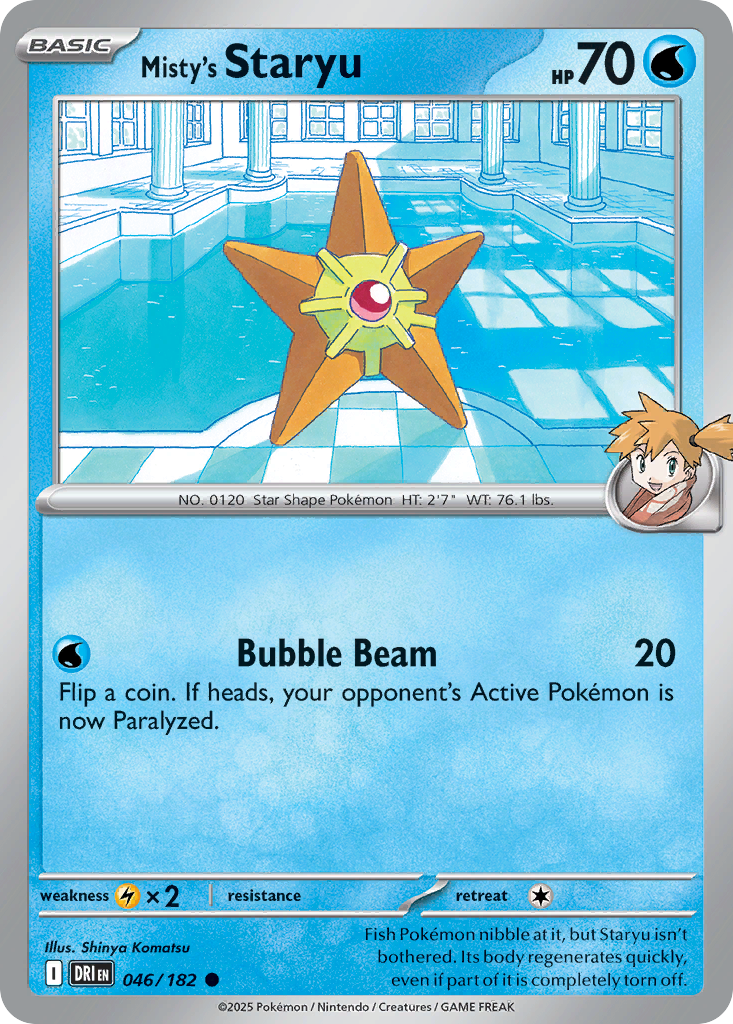 BASIC
Misty's Staryu HP 70
NO. 0120 Star Shape Pokémon HT: 2'7" WT: 76.1 lbs.
Bubble Beam 20
Flip a coin. If heads, your opponent's Active Pokémon is
now Paralyzed.
weakness ×2 resistance retreat
Illus. Shinya Komatsu
Fish Pokémon nibble at it, but Staryu isn't
bothered. Its body regenerates quickly,
even if part of it is completely torn off.
I DRI EN 046/182
©2025 Pokémon / Nintendo / Creatures / GAME FREAK